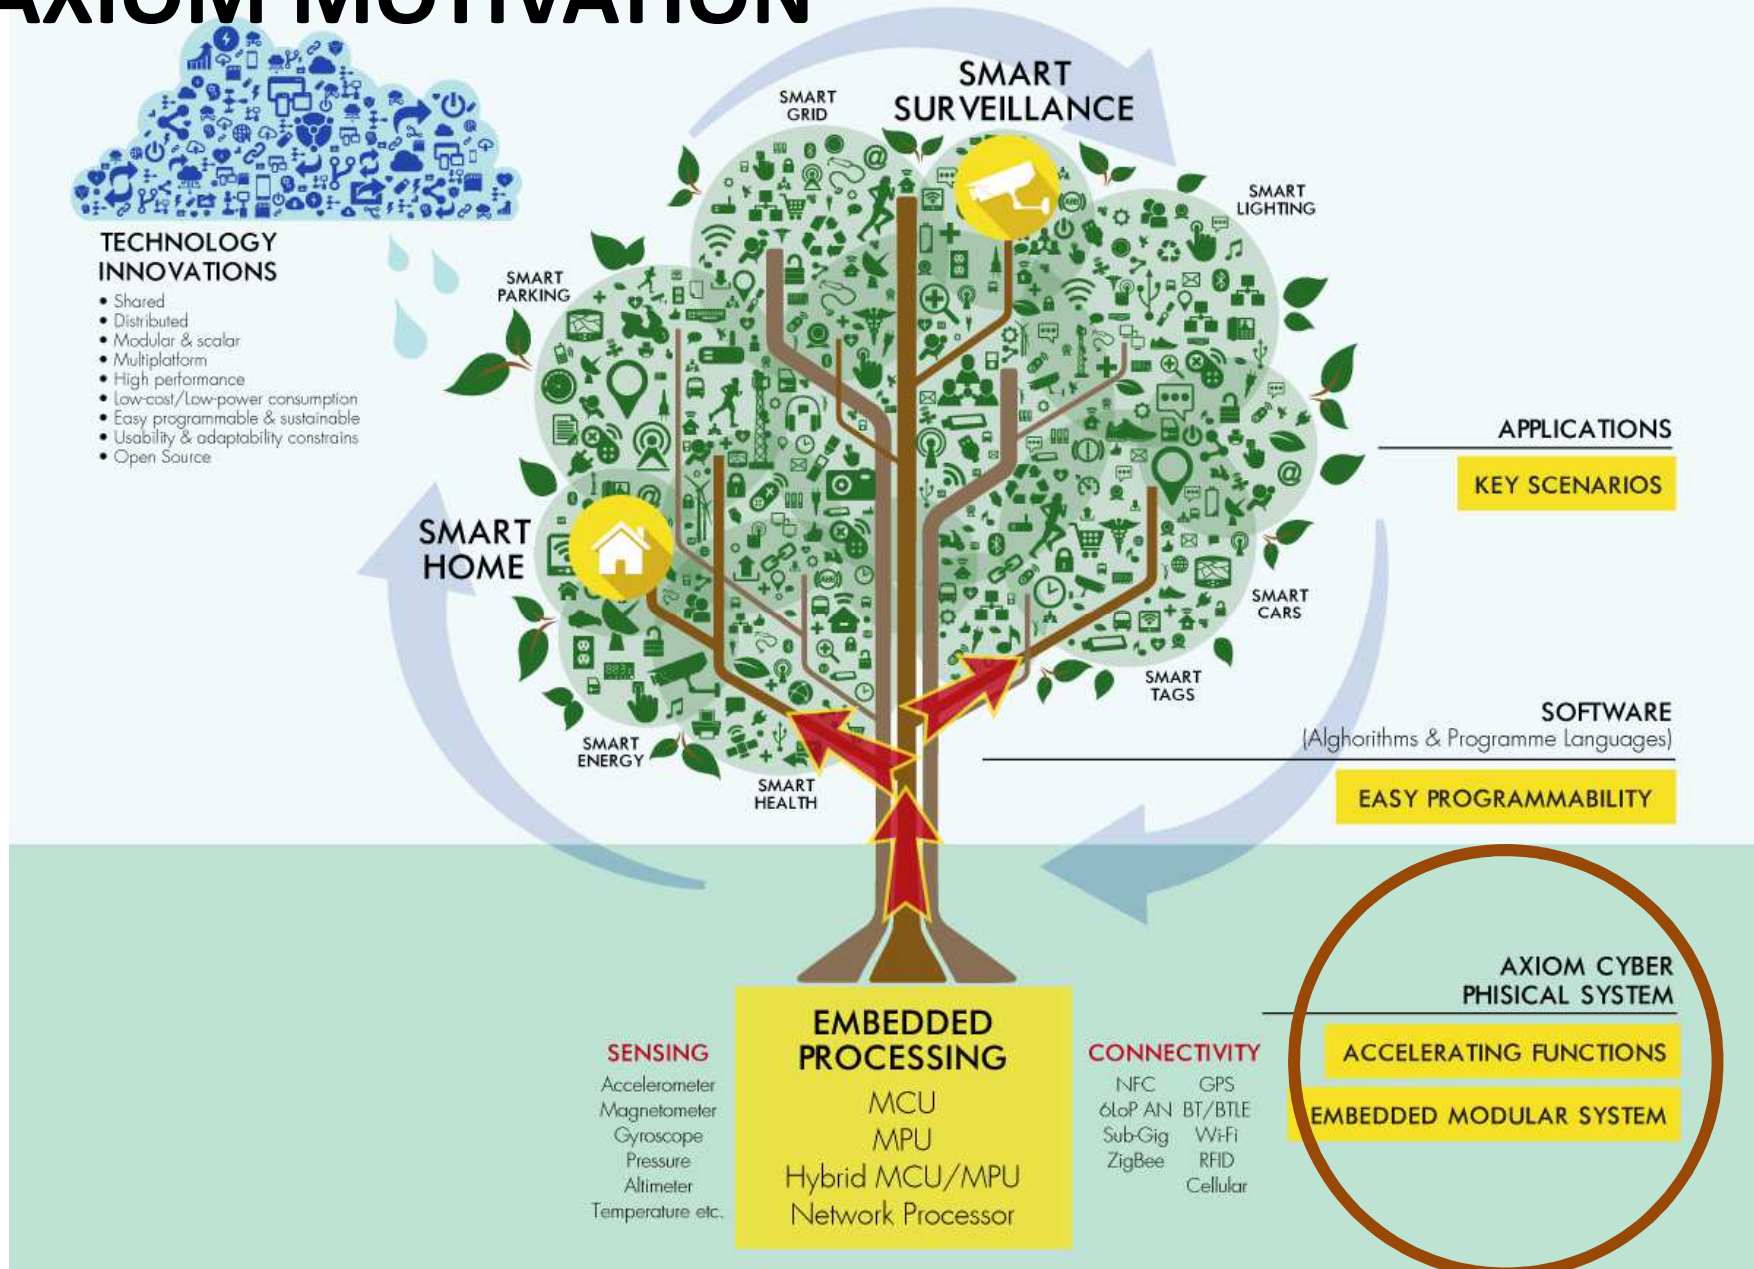 AXIOM MOTIVATION
SMART
SURVEILLANCE
SMART
GRID
SMART
LIGHTING
TECHNOLOGY
INNOVATIONS
• Shared
• Distributed
• Modular & scalar
• Multiplatform
• High performance
• Low-cost/Low-power consumption
• Easy programmable & sustainable
• Usability & adaptability constrains
• Open Source
SMART
PARKING
APPLICATIONS
KEY SCENARIOS
SMART
HOME
SMART
CARS
SMART
TAGS
SOFTWARE
(Alghorithms & Programme Languages)
EASY PROGRAMMABILITY
SMART
ENERGY
SMART
HEALTH
AXIOM CYBER
PHISICAL SYSTEM
ACCELERATING FUNCTIONS
EMBEDDED MODULAR SYSTEM
SENSING
Accelerometer
Magnetometer
Gyroscope
Pressure
Altimeter
Temperature etc.
EMBEDDED
PROCESSING
MCU
MPU
Hybrid MCU/MPU
Network Processor
CONNECTIVITY
NFC GPS
6LoP AN BT/BTLE
Sub-Gig Wi-Fi
ZigBee RFID
Cellular